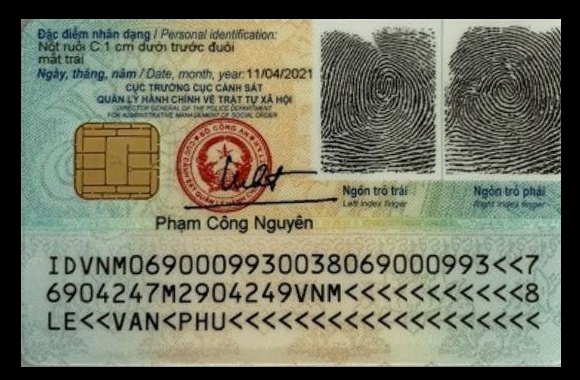 Đặc điểm nhân dạng / Personal identification:
Nốt ruồi C.1 cm dưới trước đuôi
mắt trái
Ngày, tháng, năm / Date, month, year: 11/04/2021
CỤC TRƯỞNG CỤC CẢNH SÁT
QUẢN LÝ HÀNH CHÍNH VỀ TRẬT TỰ XÃ HỘI
DIRECTOR GENERAL OF THE POLICE DEPARTMENT
FOR ADMINISTRATIVE MANAGEMENT OF SOCIAL ORDER
BỘ CÔNG AN
Phạm Công Nguyên
Ngón trỏ trái
Left index finger
Ngón trỏ phải
Right index finger
IDVNM0690009930038069000993<<7
6904247M2904249VNM<<<<<<<<<<<8
LE<<VAN<PHU<<<<<<<<<<<<<<<<<<<